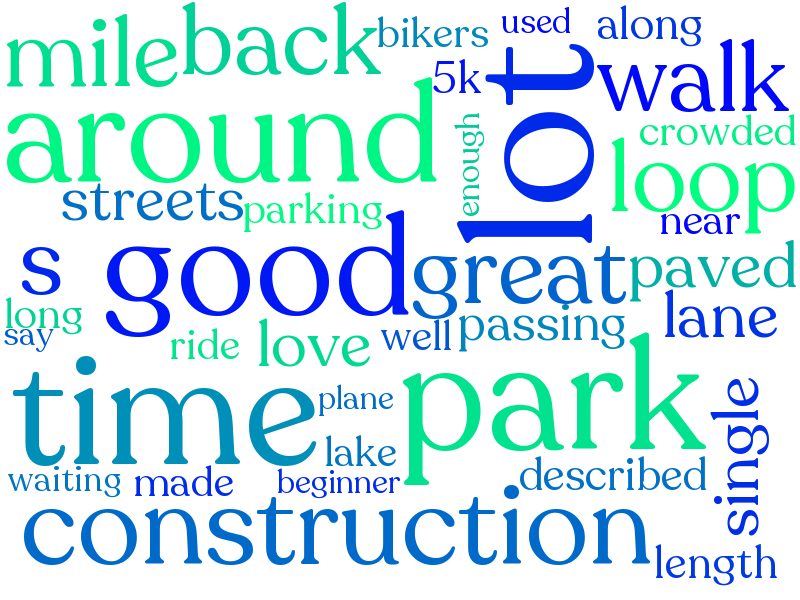 mile
back
bikers
used
along
5k
lot
walk
around
enough
crowded
loop
streets
parking
near
s
good
great
paved
long
say
ride
love
well
passing
lane
time
plane
park
lake
single
waiting
made
beginner
described
construction
length